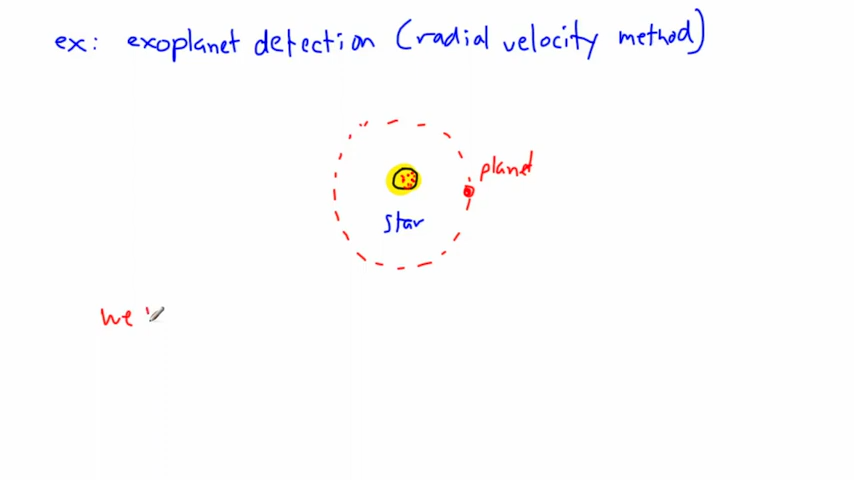 ex: exoplanet detection (radial velocity method)
planet
star
we '